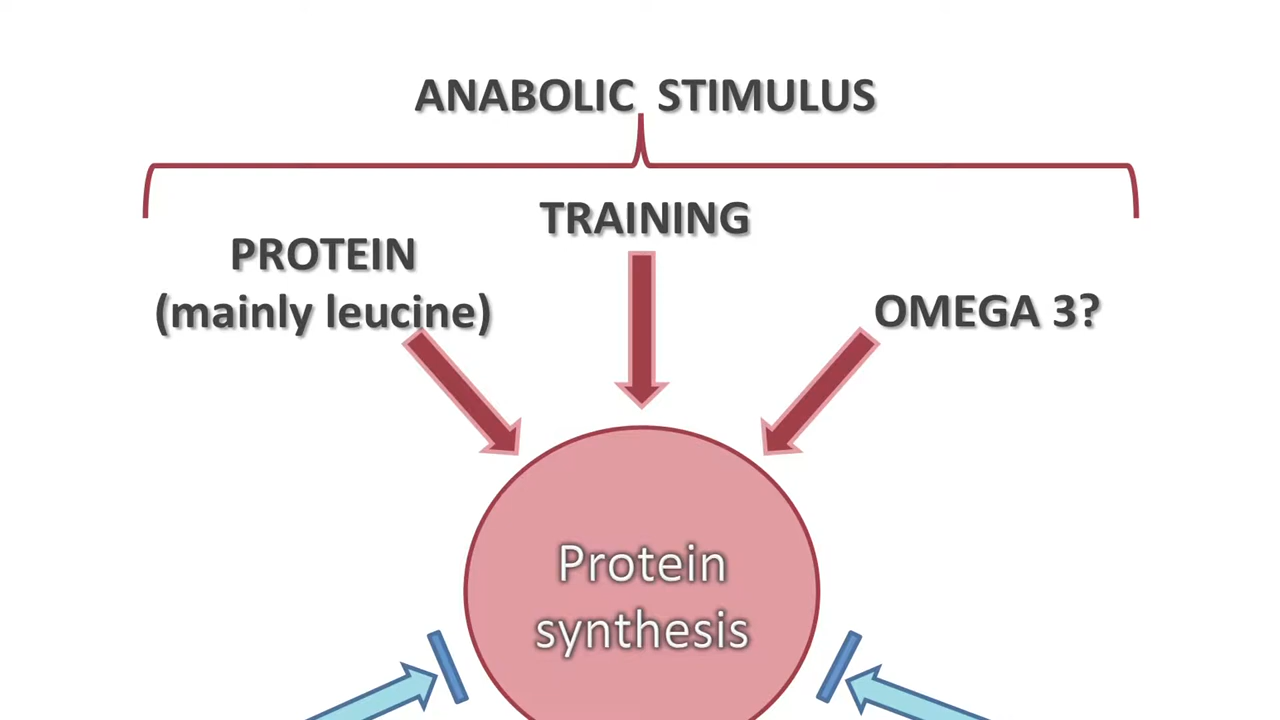 ANABOLIC STIMULUS
TRAINING
PROTEIN
(mainly leucine)
OMEGA 3?
Protein
synthesis